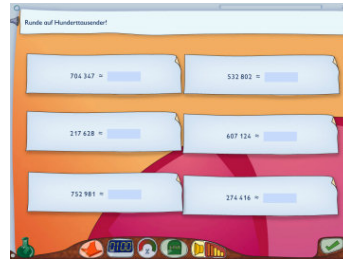 Runde auf Hunderttausender!
704 347 =
532 802 =
217 628 =
607 124 =
752 981 =
274 416 =